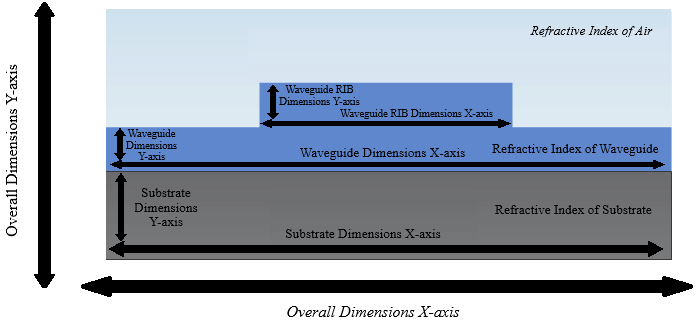 Overall Dimensions Y-axis
Refractive Index of Air
Waveguide RIB
Dimensions Y-axis
Waveguide RIB Dimensions X-axis
Waveguide
Dimensions
Y-axis
Waveguide Dimensions X-axis
Refractive Index of Waveguide
Substrate
Dimensions
Y-axis
Refractive Index of Substrate
Substrate Dimensions X-axis
Overall Dimensions X-axis